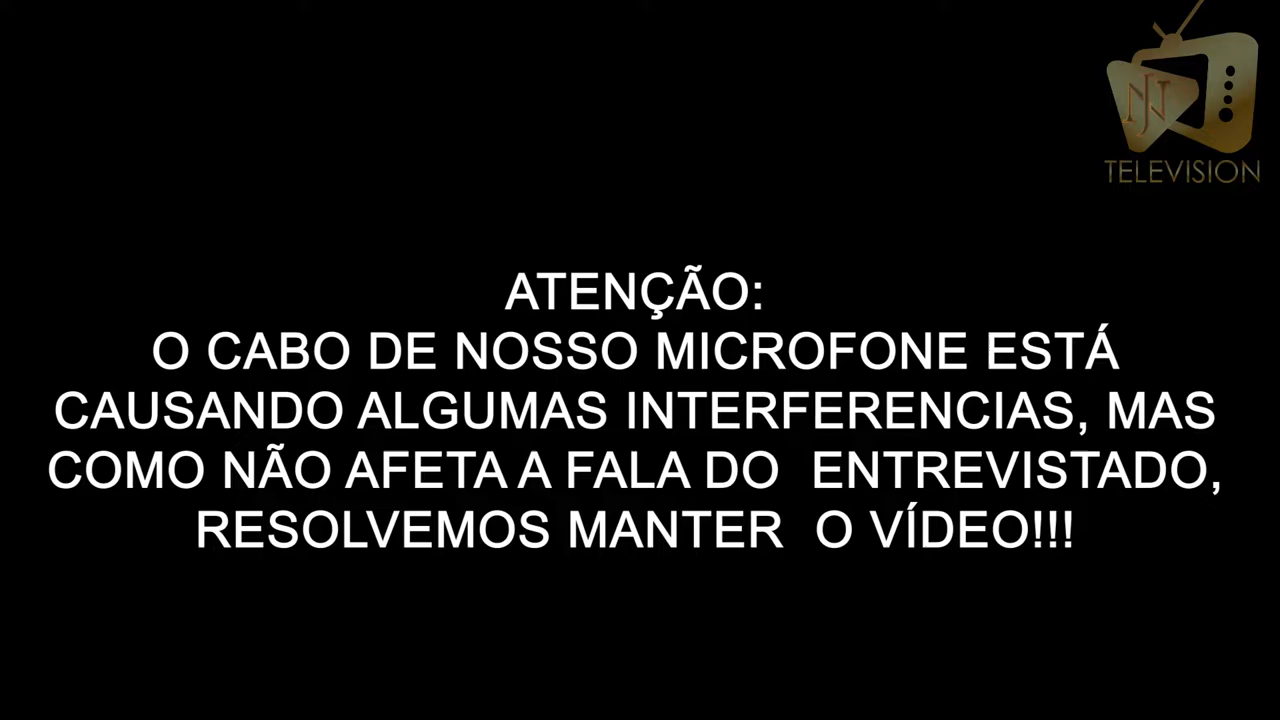 JN
TELEVISION
ATENÇÃO:
O CABO DE NOSSO MICROFONE ESTÁ
CAUSANDO ALGUMAS INTERFERENCIAS, MAS
COMO NÃO AFETA A FALA DO ENTREVISTADO,
RESOLVEMOS MANTER O VÍDEO!!!